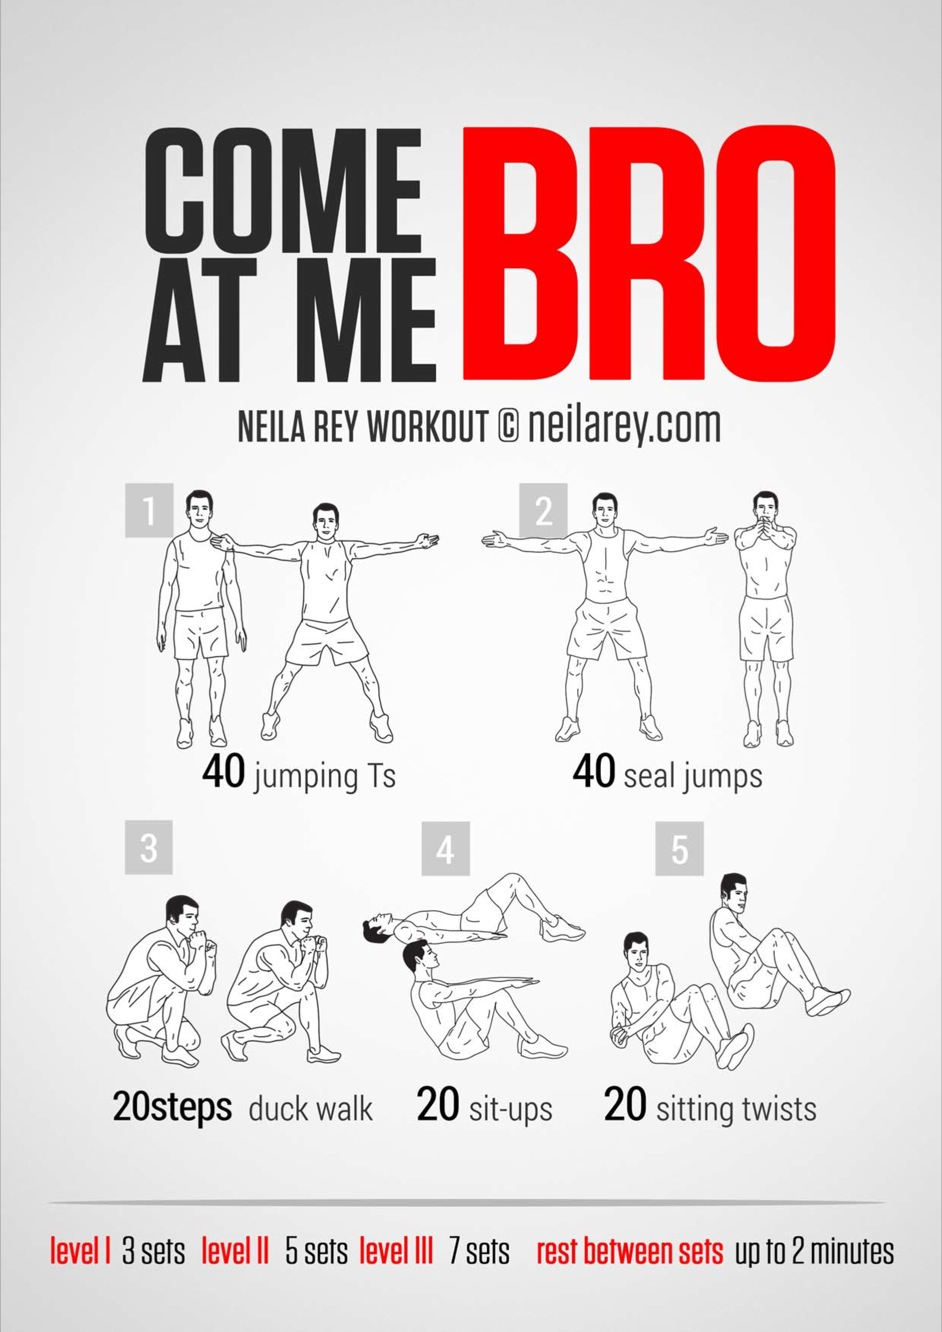 COME
AT ME
BRO
NEILA REY WORKOUT © neilarey.com
1
2
40 jumping Ts
40 seal jumps
3
4
5
20steps duck walk
20 sit-ups
20 sitting twists
level I 3 sets level II 5 sets level III 7 sets rest between sets up to 2 minutes